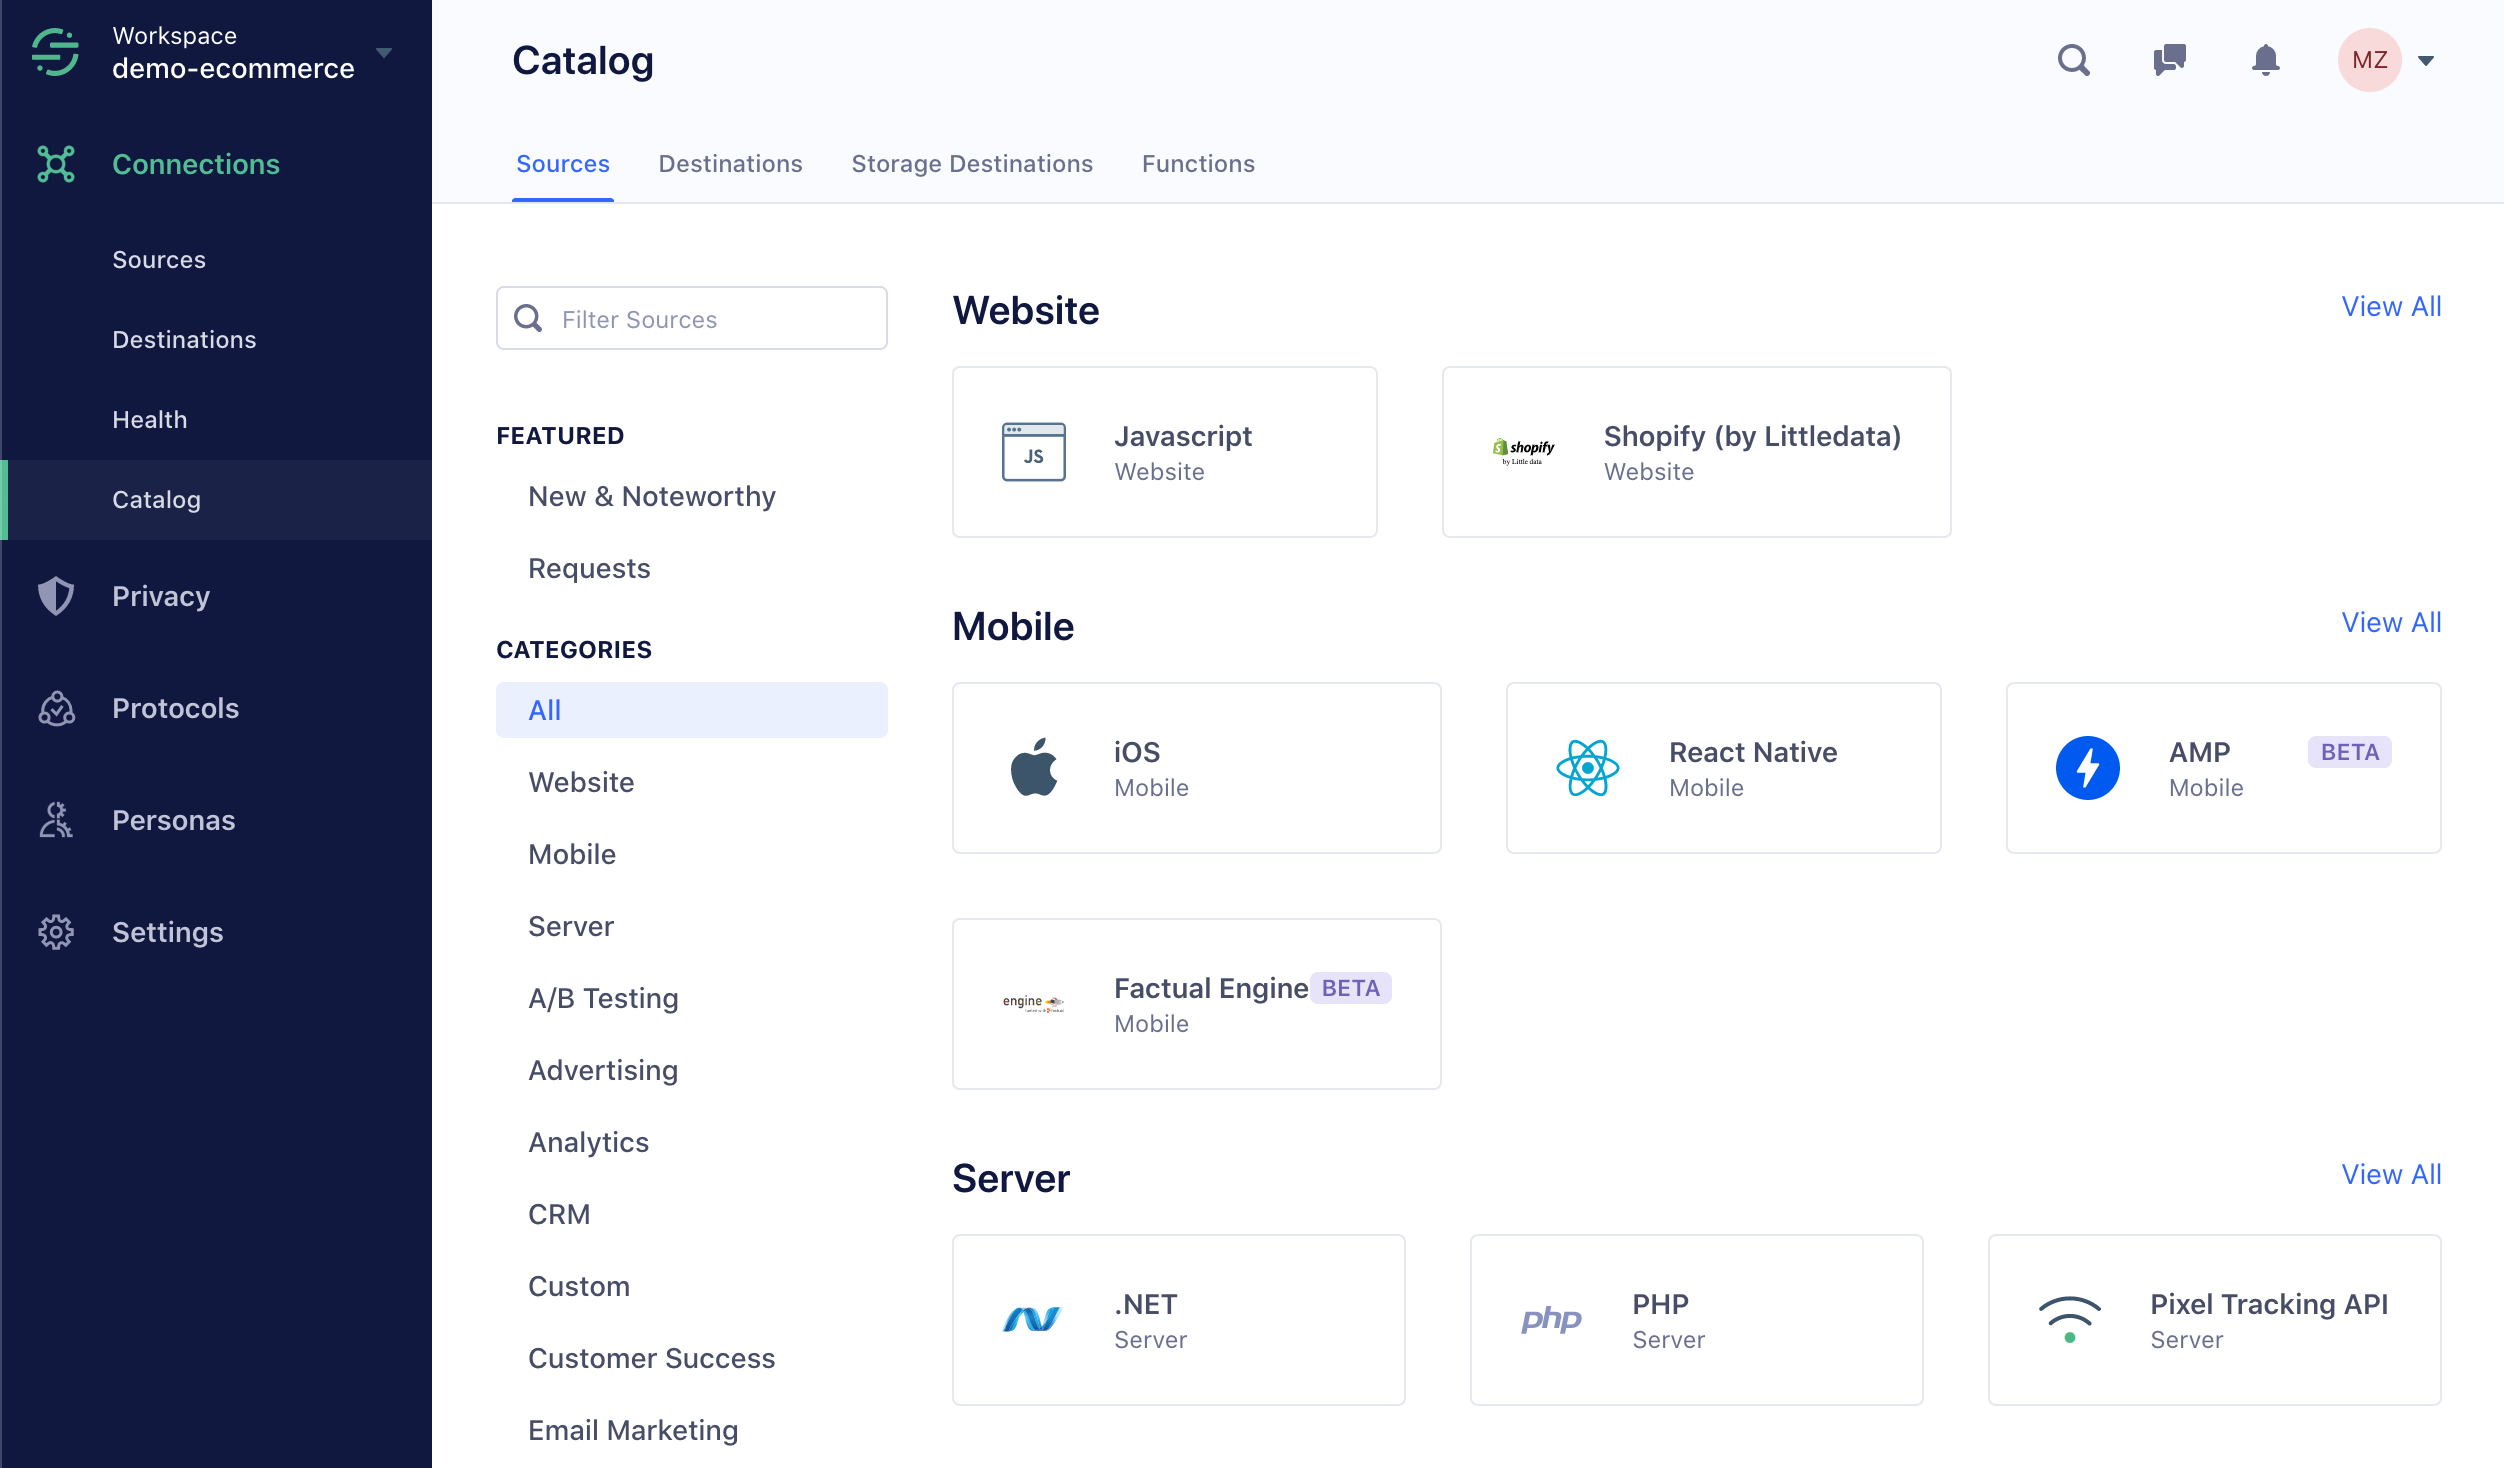 Workspace
demo-ecommerce
Connections
Sources
Destinations
Health
Catalog
Privacy
Protocols
Personas
Settings
Catalog
MZ
Sources Destinations Storage Destinations Functions
Filter Sources
FEATURED
New & Noteworthy
Requests
CATEGORIES
All
Website
Mobile
Server
A/B Testing
Advertising
Analytics
CRM
Custom
Customer Success
Email Marketing
Website View All
JS
Javascript
Website
shopify
by Little data
Shopify (by Littledata)
Website
Mobile View All
iOS
Mobile
React Native
Mobile
AMP BETA
Mobile
engine
Factual Engine BETA
Mobile
Server View All
.NET
Server
php
PHP
Server
Pixel Tracking API
Server